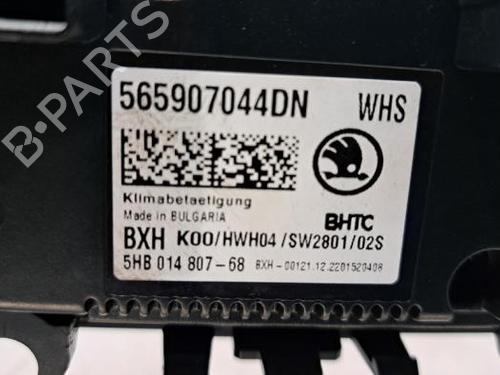 565907044DN WHS
Klimabetaetigung
Made in BULGARIA
BHTC
BXH K00/HWH04/SW2801/02S
5HB 014 807-68 BXH-00121.12.2201520408
B-PARTS